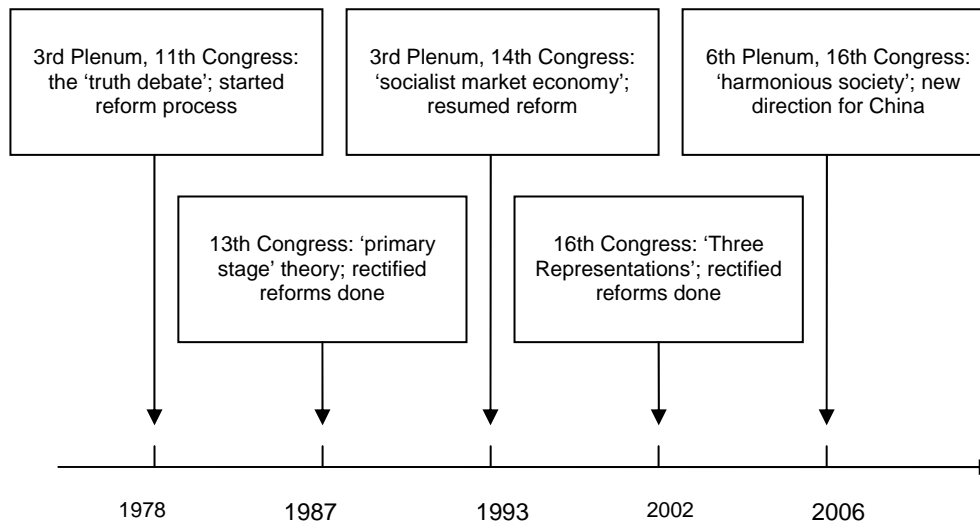 3rd Plenum, 11th Congress:
the ‘truth debate’; started
reform process
3rd Plenum, 14th Congress:
‘socialist market economy’;
resumed reform
6th Plenum, 16th Congress:
‘harmonious society’; new
direction for China
13th Congress: ‘primary
stage’ theory; rectified
reforms done
16th Congress: ‘Three
Representations’; rectified
reforms done
1978
1987
1993
2002
2006